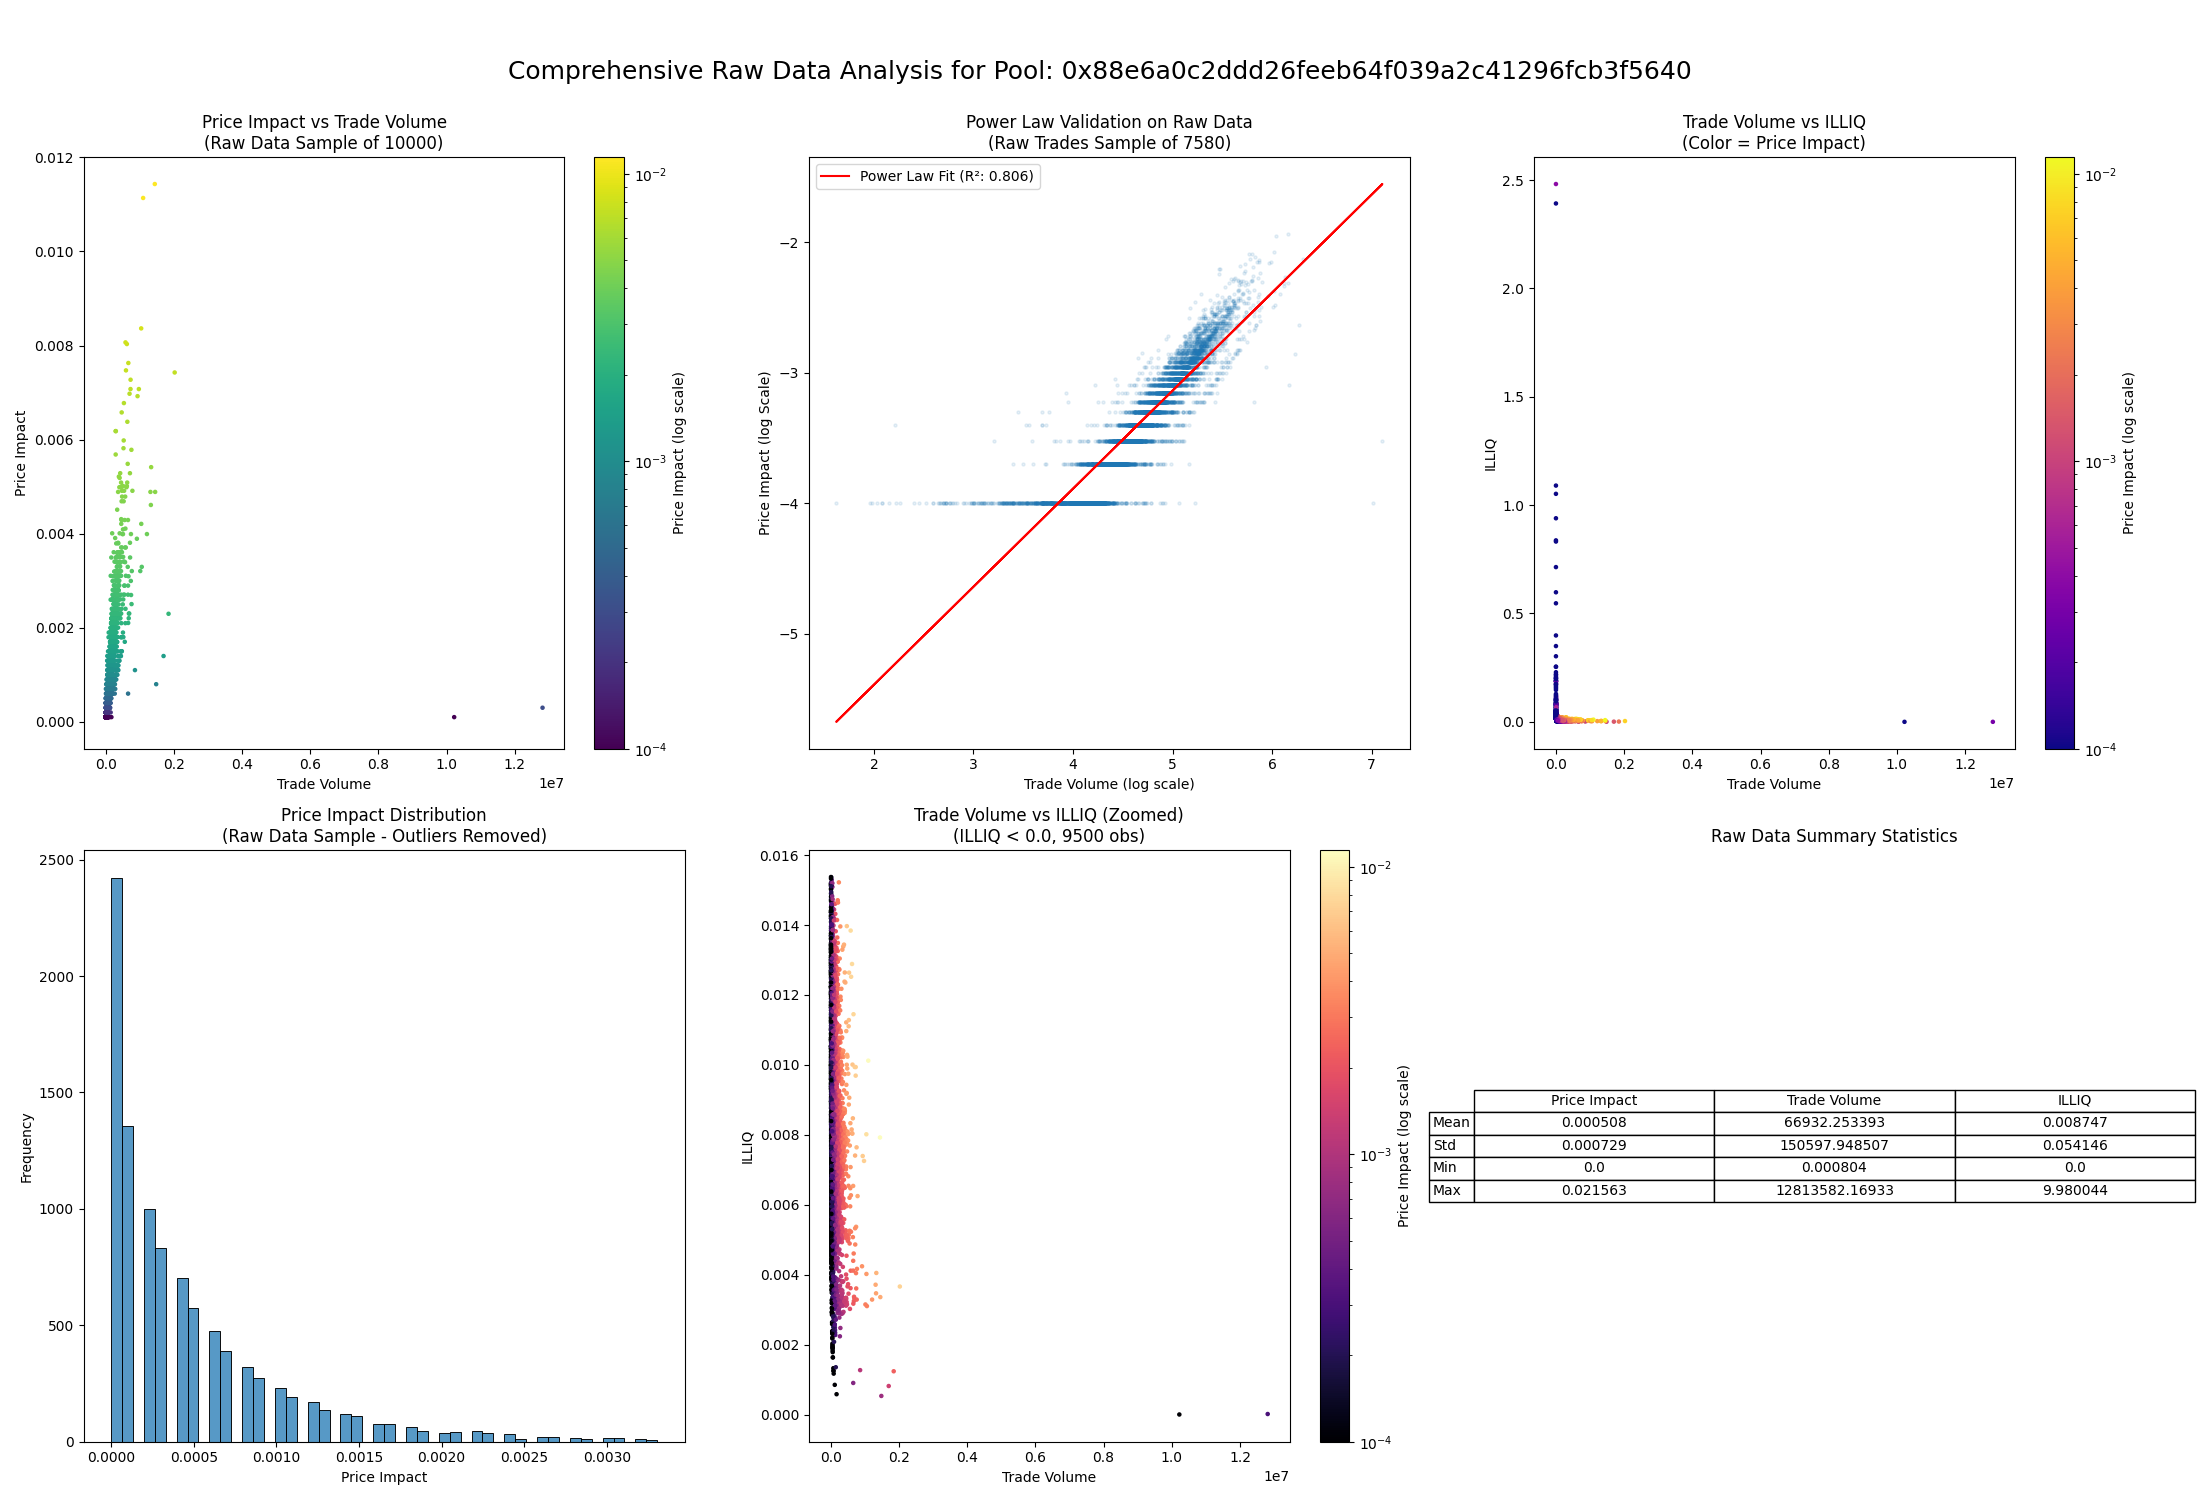 Comprehensive Raw Data Analysis for Pool: 0x88e6a0c2ddd26feeb64f039a2c41296fcb3f5640
Price Impact vs Trade Volume
(Raw Data Sample of 10000)
0.012
0.010
0.008
0.006
0.004
0.002
0.000
Price Impact
0.0 0.2 0.4 0.6 0.8 1.0 1.2
1e7
Trade Volume
10⁻²
10⁻³
10⁻⁴
Price Impact (log scale)
Power Law Validation on Raw Data
(Raw Trades Sample of 7580)
Power Law Fit (R²: 0.806)
−2
−3
−4
−5
Price Impact (log Scale)
2 3 4 5 6 7
Trade Volume (log scale)
Trade Volume vs ILLIQ
(Color = Price Impact)
2.5
2.0
1.5
1.0
0.5
0.0
ILLIQ
0.0 0.2 0.4 0.6 0.8 1.0 1.2
1e7
Trade Volume
10⁻²
10⁻³
10⁻⁴
Price Impact (log scale)
Price Impact Distribution
(Raw Data Sample - Outliers Removed)
2500
2000
1500
1000
500
0
Frequency
0.0000 0.0005 0.0010 0.0015 0.0020 0.0025 0.0030
Price Impact
Trade Volume vs ILLIQ (Zoomed)
(ILLIQ < 0.0, 9500 obs)
0.016
0.014
0.012
0.010
0.008
0.006
0.004
0.002
0.000
ILLIQ
0.0 0.2 0.4 0.6 0.8 1.0 1.2
1e7
Trade Volume
10⁻²
10⁻³
10⁻⁴
Price Impact (log scale)
Raw Data Summary Statistics
Price Impact Trade Volume ILLIQ
Mean 0.000508 66932.253393 0.008747
Std 0.000729 150597.948507 0.054146
Min 0.0 0.000804 0.0
Max 0.021563 12813582.16933 9.980044